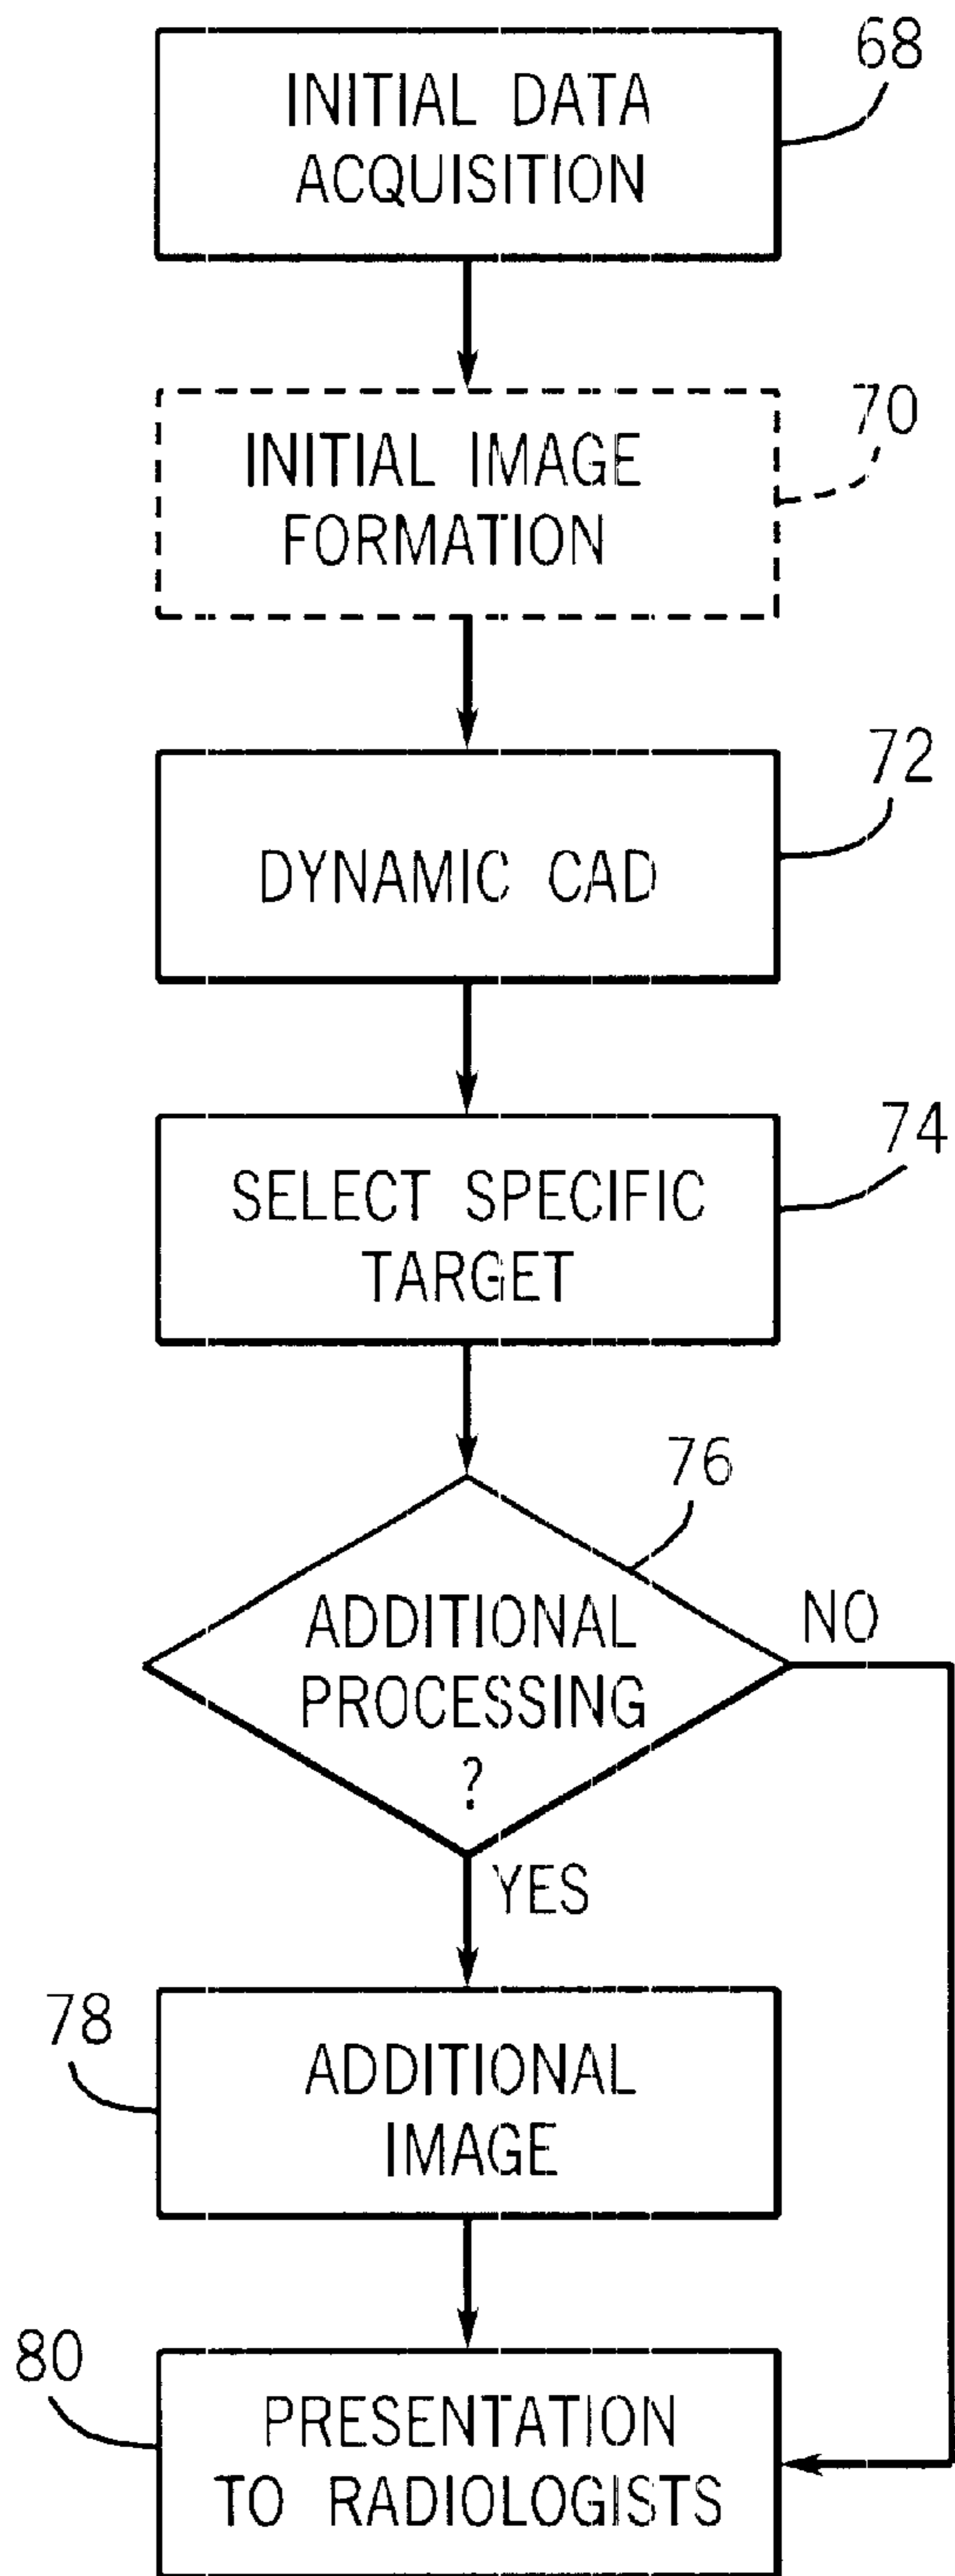 68
INITIAL DATA
ACQUISITION
70
INITIAL IMAGE
FORMATION
72
DYNAMIC CAD
74
SELECT SPECIFIC
TARGET
76
ADDITIONAL
PROCESSING
?
NO
YES
78
ADDITIONAL
IMAGE
80
PRESENTATION
TO RADIOLOGISTS